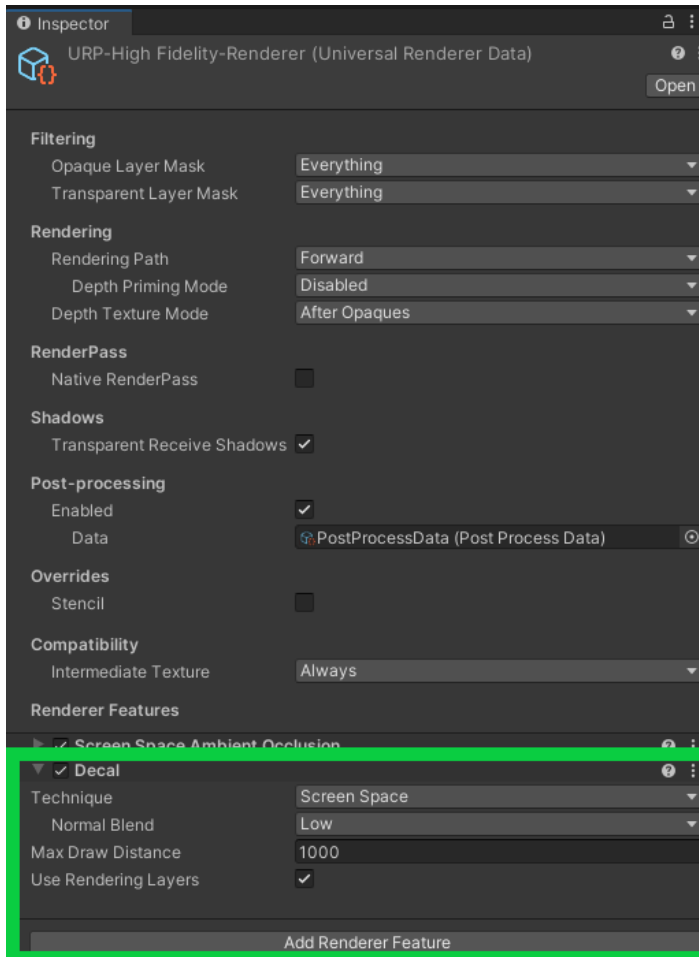 Inspector
URP-High Fidelity-Renderer (Universal Renderer Data)
Open
Filtering
Opaque Layer Mask Everything
Transparent Layer Mask Everything
Rendering
Rendering Path Forward
Depth Priming Mode Disabled
Depth Texture Mode After Opaques
RenderPass
Native RenderPass
Shadows
Transparent Receive Shadows
Post-processing
Enabled
Data PostProcessData (Post Process Data)
Overrides
Stencil
Compatibility
Intermediate Texture Always
Renderer Features
Screen Space Ambient Occlusion
Decal
Technique Screen Space
Normal Blend Low
Max Draw Distance 1000
Use Rendering Layers
Add Renderer Feature